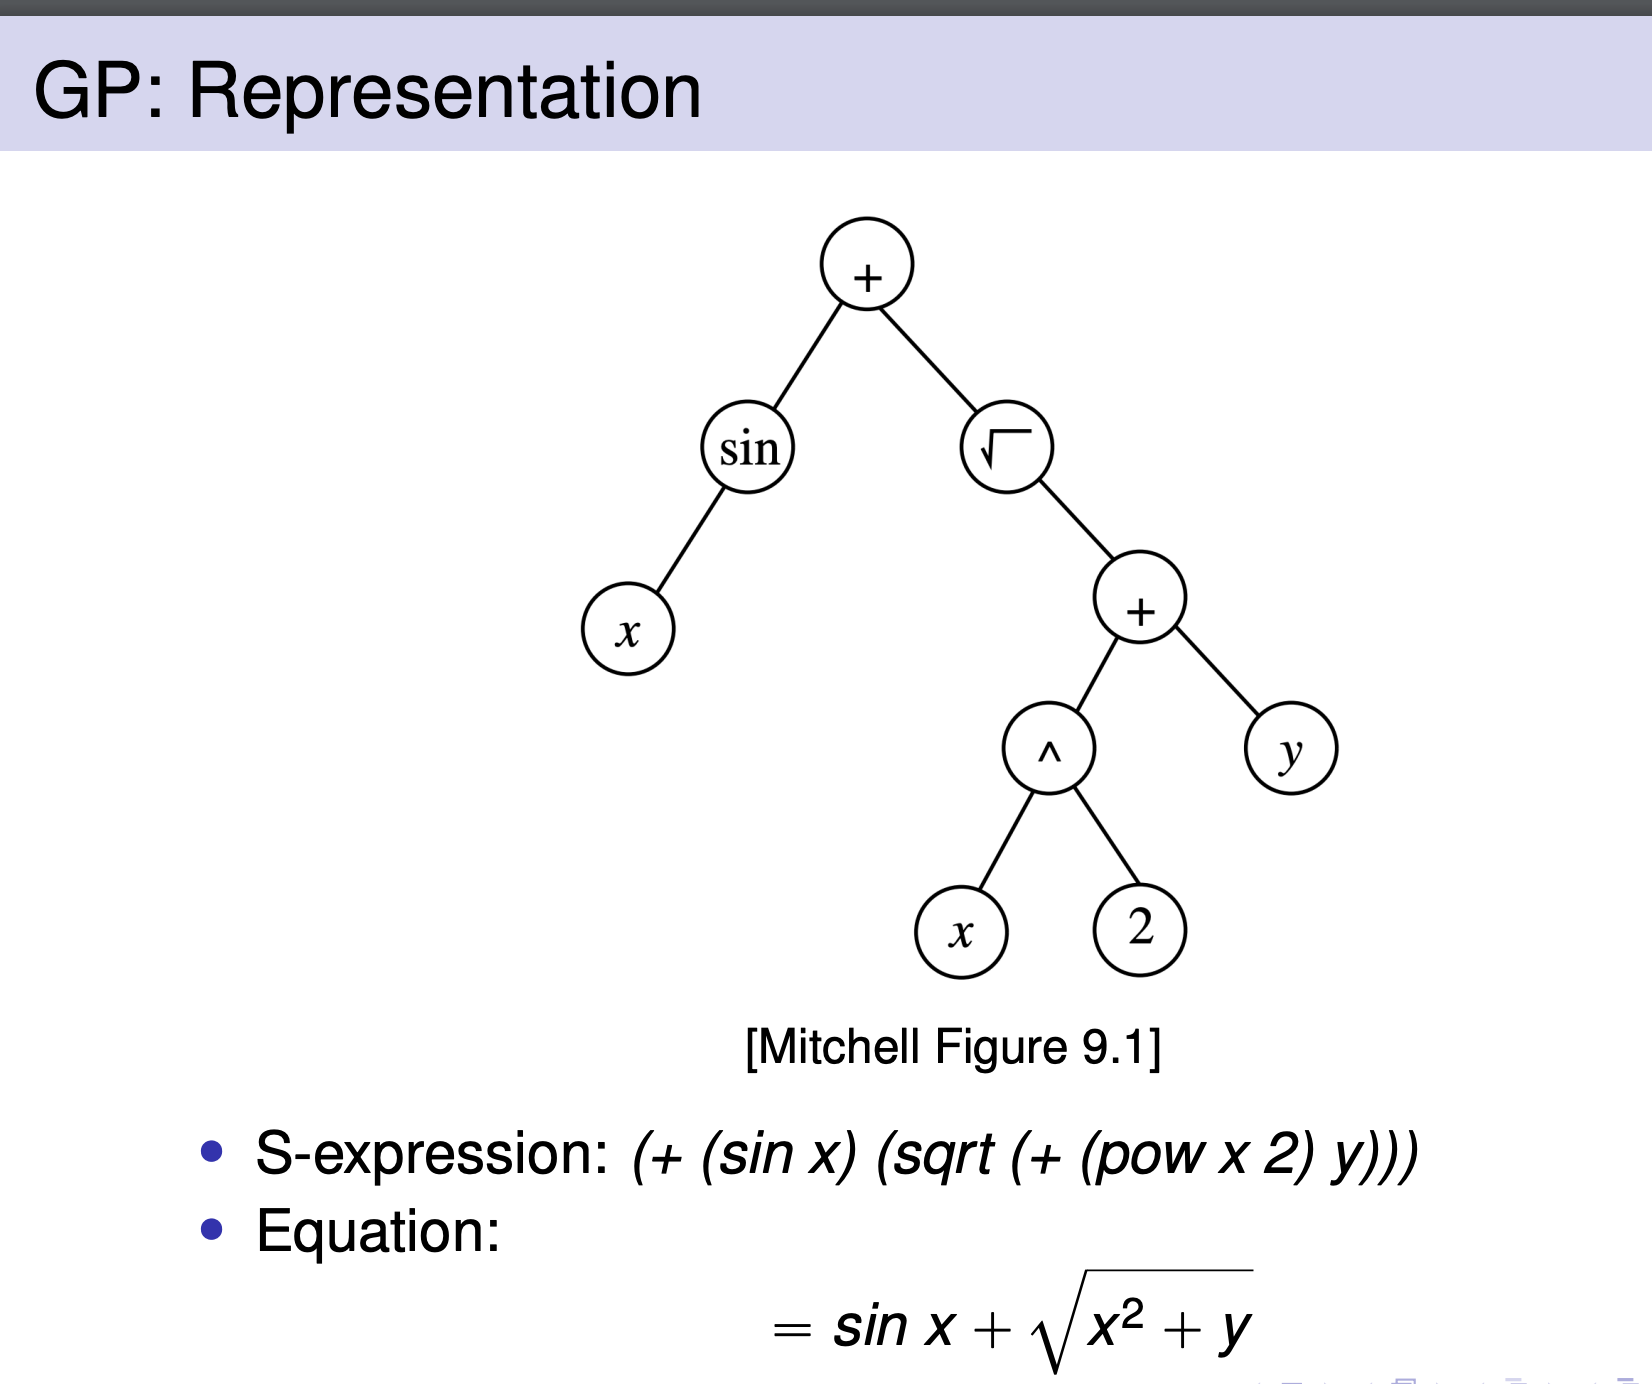 GP: Representation
+
sin
√
x
+
^
y
x
2
[Mitchell Figure 9.1]
• S-expression: (+ (sin x) (sqrt (+ (pow x 2) y)))
• Equation:
= sin x + √(x² + y)